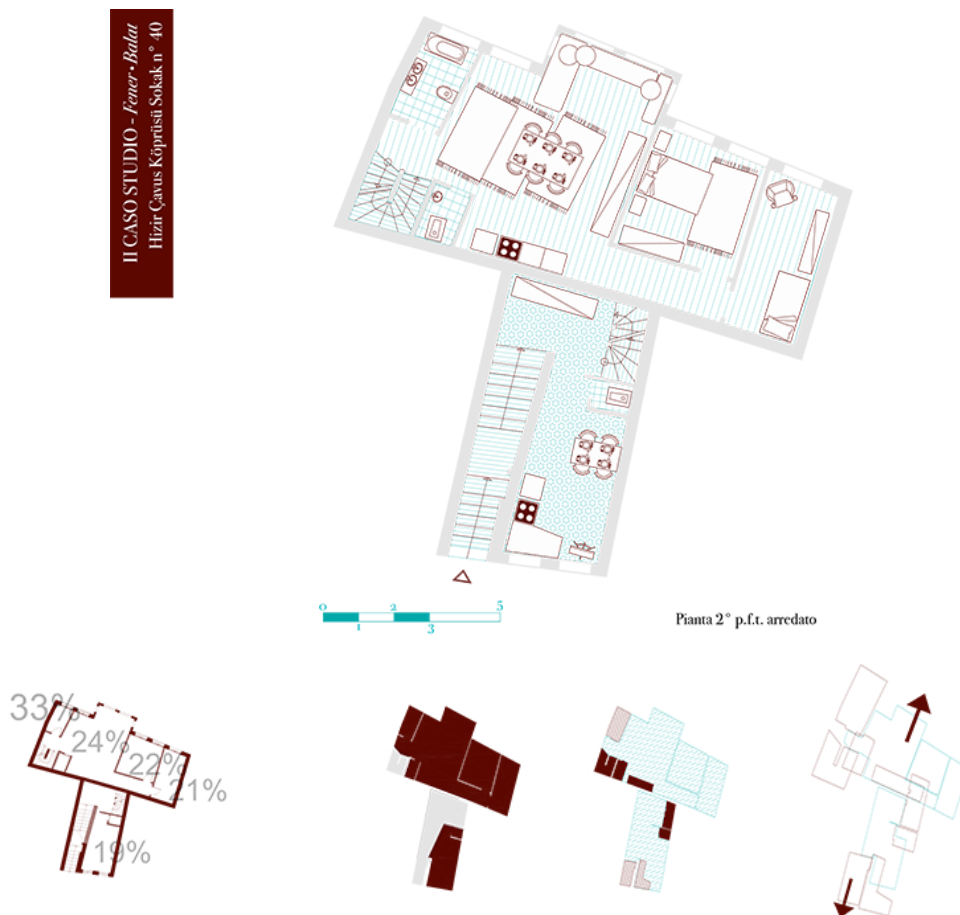 II CASO STUDIO - Fener•Balat
Hizir Çavus Köprüsü Sokak n° 40
0 2 5
1 3
Pianta 2° p.f.t. arredato
33%
24%
22%
21%
19%